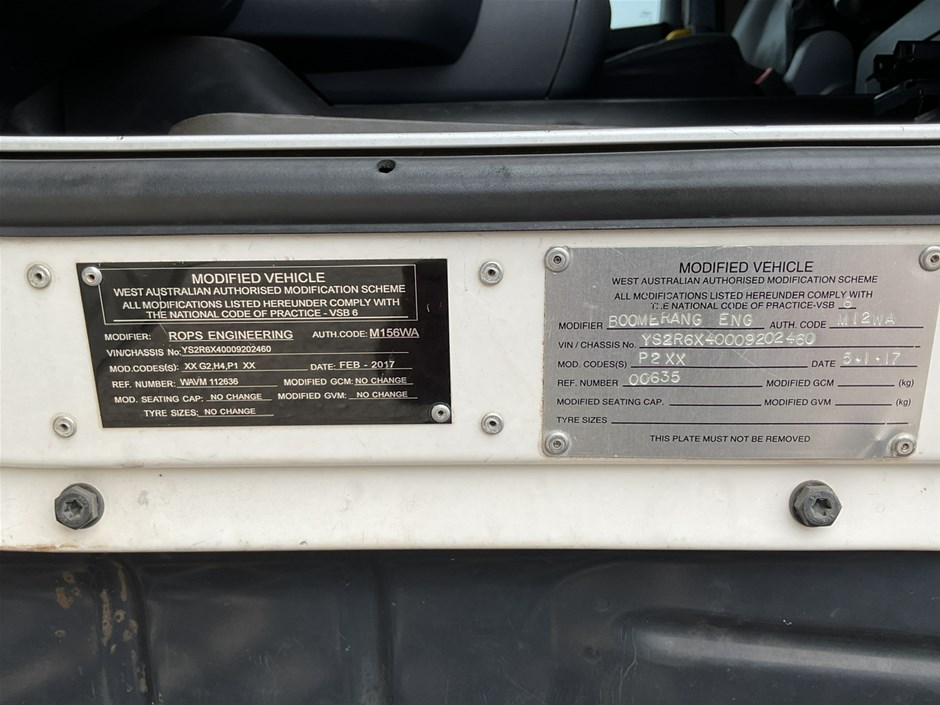 MODIFIED VEHICLE
WEST AUSTRALIAN AUTHORISED MODIFICATION SCHEME
ALL MODIFICATIONS LISTED HEREUNDER COMPLY WITH
THE NATIONAL CODE OF PRACTICE - VSB 6
MODIFIER: ROPS ENGINEERING AUTH.CODE: M156WA
VIN/CHASSIS No: YS2R6X40009202460
MOD.CODES(S): XX G2,H4,P1 XX DATE: FEB - 2017
REF. NUMBER: WAVM 112636 MODIFIED GCM: NO CHANGE
MOD. SEATING CAP: NO CHANGE MODIFIED GVM: NO CHANGE
TYRE SIZES: NO CHANGE
MODIFIED VEHICLE
WEST AUSTRALIAN AUTHORISED MODIFICATION SCHEME
ALL MODIFICATIONS LISTED HEREUNDER COMPLY WITH
THE NATIONAL CODE OF PRACTICE-VSB 6
MODIFIER BOOMERANG ENG AUTH. CODE M12WA
VIN / CHASSIS No. YS2R6X40009202460
MOD. CODES(S) P2XX DATE 5-1-17
REF. NUMBER 00635 MODIFIED GCM (kg)
MODIFIED SEATING CAP. MODIFIED GVM (kg)
TYRE SIZES
THIS PLATE MUST NOT BE REMOVED